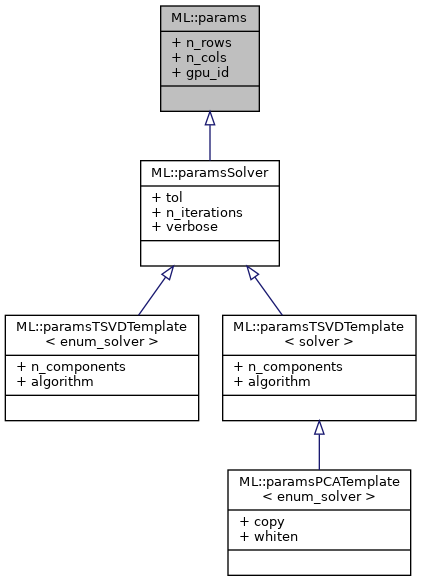 ML::params
+ n_rows
+ n_cols
+ gpu_id
ML::paramsSolver
+ tol
+ n_iterations
+ verbose
ML::paramsTSVDTemplate
< enum_solver >
+ n_components
+ algorithm
ML::paramsTSVDTemplate
< solver >
+ n_components
+ algorithm
ML::paramsPCATemplate
< enum_solver >
+ copy
+ whiten